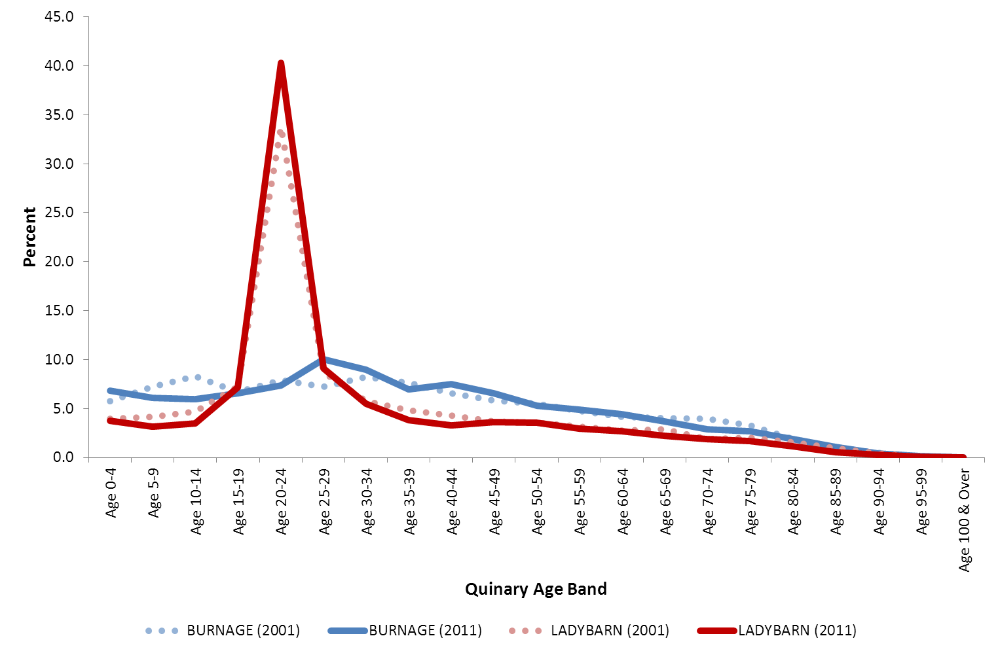 45.0
40.0
35.0
30.0
25.0
20.0
15.0
10.0
5.0
0.0
Percent
Age 0-4
Age 5-9
Age 10-14
Age 15-19
Age 20-24
Age 25-29
Age 30-34
Age 35-39
Age 40-44
Age 45-49
Age 50-54
Age 55-59
Age 60-64
Age 65-69
Age 70-74
Age 75-79
Age 80-84
Age 85-89
Age 90-94
Age 95-99
Age 100 & Over
Quinary Age Band
BURNAGE (2001) BURNAGE (2011) LADYBARN (2001) LADYBARN (2011)